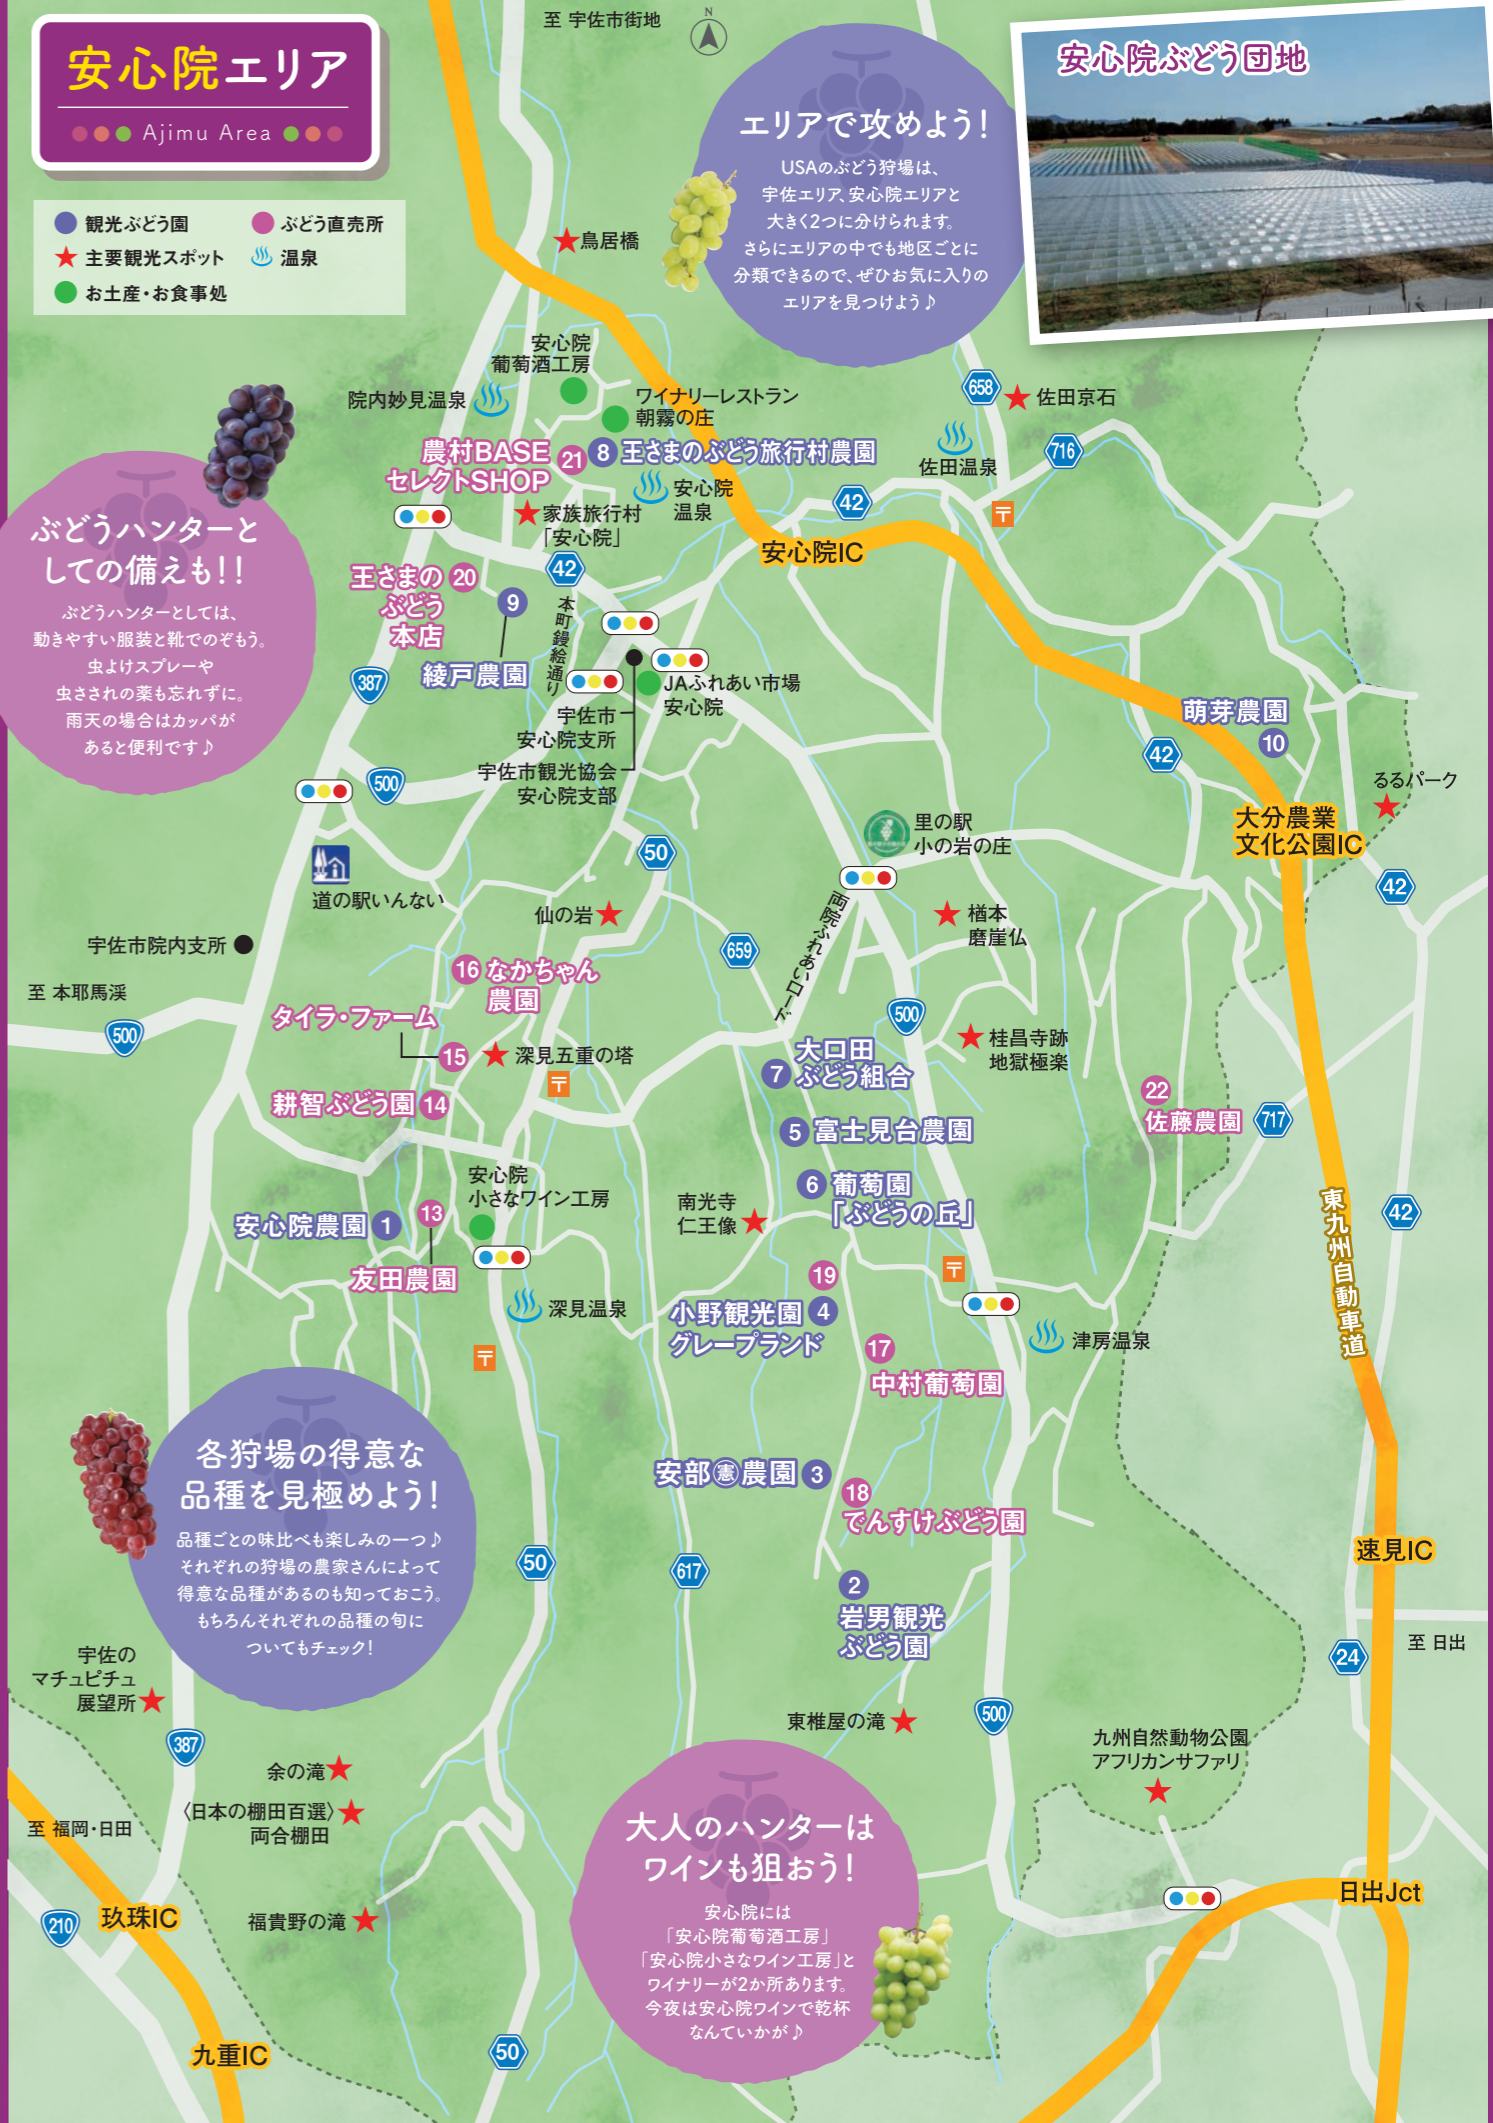 安心院エリア
Ajimu Area
観光ぶどう園
ぶどう直売所
主要観光スポット
温泉
お土産・お食事処
至 宇佐市街地
N
エリアで攻めよう！
USAのぶどう狩場は、
宇佐エリア、安心院エリアと
大きく2つに分けられます。
さらにエリアの中でも地区ごとに
分類できるので、ぜひお気に入りの
エリアを見つけよう♪
安心院ぶどう団地
鳥居橋
安心院
葡萄酒工房
院内妙見温泉
ワイナリーレストラン
朝霧の庄
658
佐田京石
716
佐田温泉
農村BASE
セレクトSHOP
21
8
王さまのぶどう旅行村農園
安心院
温泉
家族旅行村
「安心院」
42
〒
安心院IC
ぶどうハンターと
しての備えも！！
ぶどうハンターとしては、
動きやすい服装と靴でのぞもう。
虫よけスプレーや
虫さされの薬も忘れずに。
雨天の場合はカッパが
あると便利です♪
王さまの
ぶどう
本店
20
42
9
綾戸農園
本町鏝絵通り
387
JAふれあい市場
安心院
宇佐市
安心院支所
宇佐市観光協会
安心院支部
萌芽農園
10
42
るるパーク
大分農業
文化公園IC
42
500
道の駅いんない
50
里の駅
小の岩の庄
両院ふれあいロード
仙の岩
楢本
磨崖仏
宇佐市院内支所
659
至 本耶馬渓
500
16
なかちゃん
農園
タイラ・ファーム
15
深見五重の塔
〒
耕智ぶどう園
14
500
桂昌寺跡
地獄極楽
7
大口田
ぶどう組合
5
富士見台農園
6
葡萄園
「ぶどうの丘」
22
佐藤農園
717
東九州自動車道
42
安心院
小さなワイン工房
安心院農園
1
13
友田農園
南光寺
仁王像
深見温泉
〒
19
小野観光園
グレープランド
4
〒
17
中村葡萄園
津房温泉
各狩場の得意な
品種を見極めよう！
品種ごとの味比べも楽しみの一つ♪
それぞれの狩場の農家さんによって
得意な品種があるのも知っておこう。
もちろんそれぞれの品種の旬に
ついてもチェック！
安部㊝農園
3
18
でんすけぶどう園
50
617
2
岩男観光
ぶどう園
速見IC
24
至 日出
宇佐の
マチュピチュ
展望所
387
東椎屋の滝
500
九州自然動物公園
アフリカンサファリ
余の滝
〈日本の棚田百選〉
両合棚田
至 福岡・日田
福貴野の滝
210
玖珠IC
九重IC
50
大人のハンターは
ワインも狙おう！
安心院には
「安心院葡萄酒工房」
「安心院小さなワイン工房」と
ワイナリーが2か所あります。
今夜は安心院ワインで乾杯
なんていかが♪
日出Jct